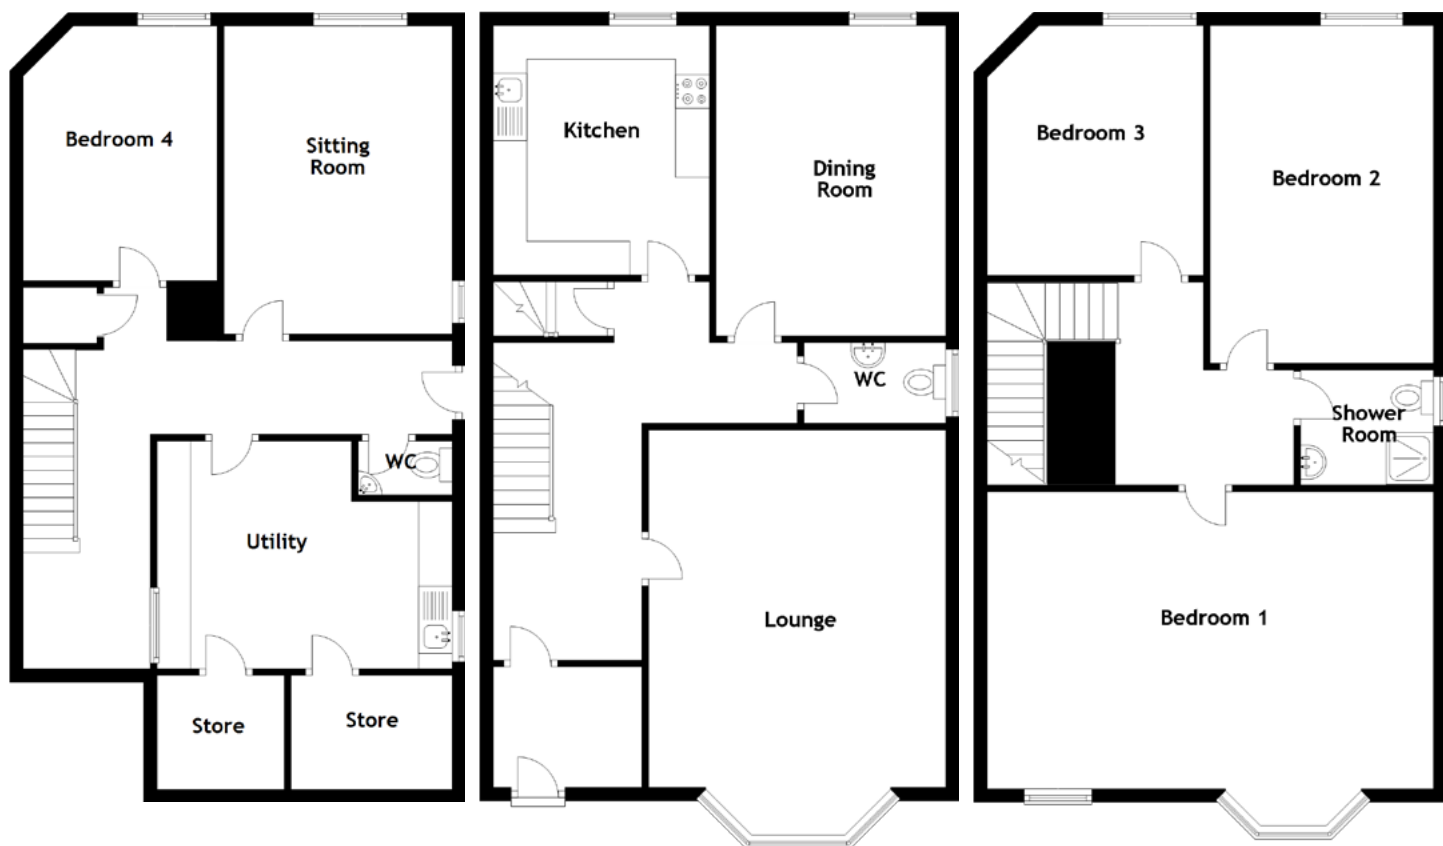 Bedroom 4
Sitting
Room
WC
Utility
Store
Store
Kitchen
Dining
Room
WC
Lounge
Bedroom 3
Bedroom 2
Shower
Room
Bedroom 1